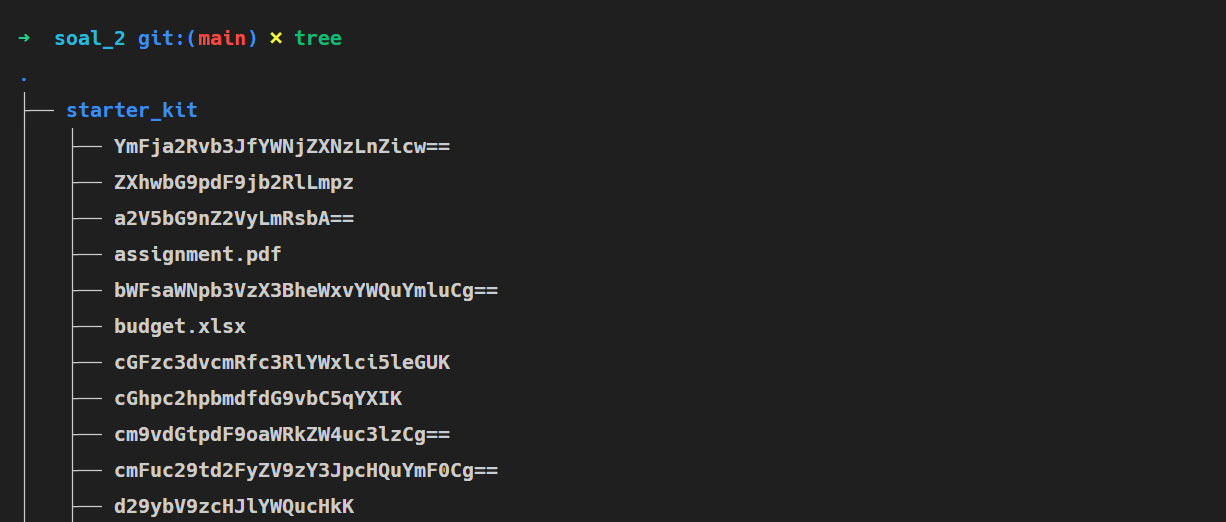 ➜ soal_2 git:(main) ✗ tree
.
├── starter_kit
│   ├── YmFja2Rvb3JfYWNjZXNzLnZicw==
│   ├── ZXhwbG9pdF9jb2RlLmpz
│   ├── a2V5bG9nZ2VyLmRsbA==
│   ├── assignment.pdf
│   ├── bWFsaWNpb3VzX3BheWxvYWQuYmluCg==
│   ├── budget.xlsx
│   ├── cGFzc3dvcmRfc3RlYWxlci5leGUK
│   ├── cGhpc2hpbmdfdG9vbC5qYXIK
│   ├── cm9vdGtpdF9oaWRkZW4uc3lzCg==
│   ├── cmFuc29td2FyZV9zY3JpcHQuYmF0Cg==
│   ├── d29ybV9zcHJlYWQucHkK